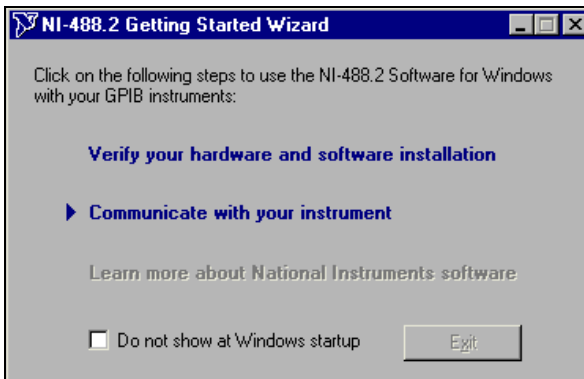 NI-488.2 Getting Started Wizard
Click on the following steps to use the NI-488.2 Software for Windows
with your GPIB instruments:
Verify your hardware and software installation
Communicate with your instrument
Learn more about National Instruments software
Do not show at Windows startup
Exit